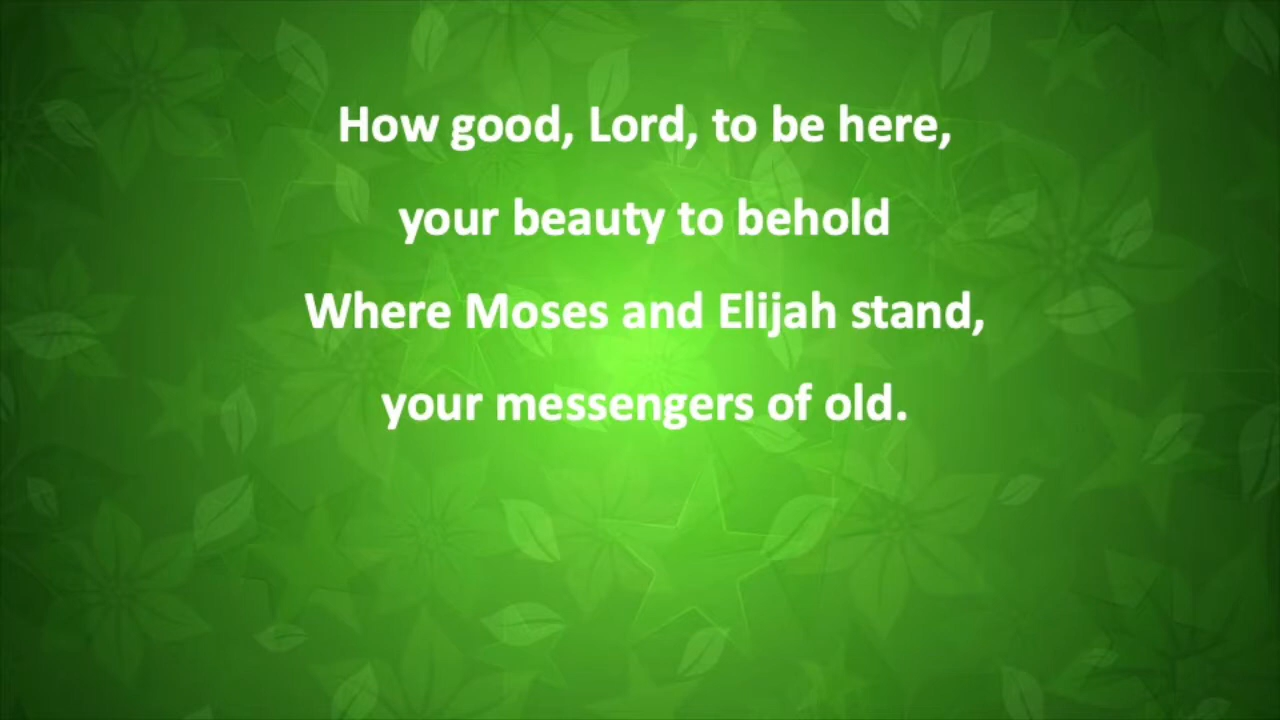 How good, Lord, to be here,
your beauty to behold
Where Moses and Elijah stand,
your messengers of old.